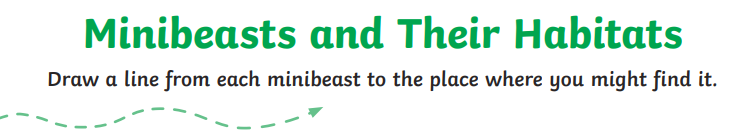 Minibeasts and Their Habitats
Draw a line from each minibeast to the place where you might find it.